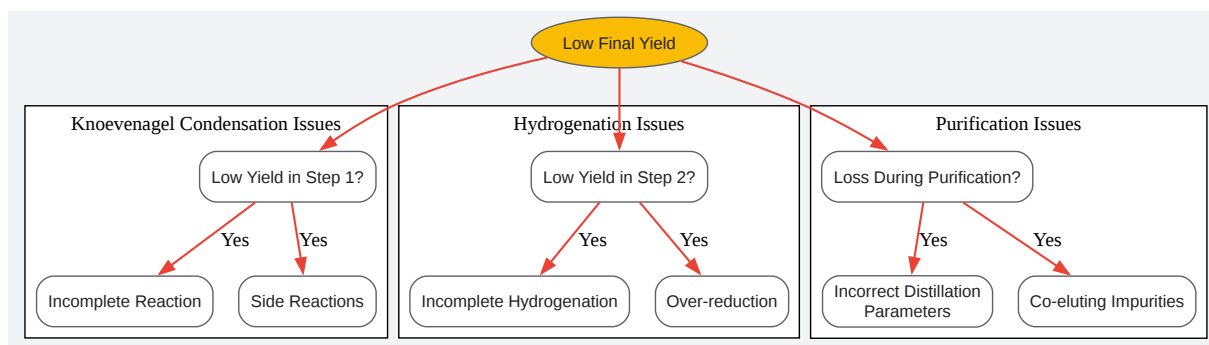 Low Final Yield
Knoevenagel Condensation Issues
Low Yield in Step 1?
Yes
Yes
Incomplete Reaction
Side Reactions
Hydrogenation Issues
Low Yield in Step 2?
Yes
Yes
Incomplete Hydrogenation
Over-reduction
Purification Issues
Loss During Purification?
Yes
Yes
Incorrect Distillation
Parameters
Co-eluting Impurities